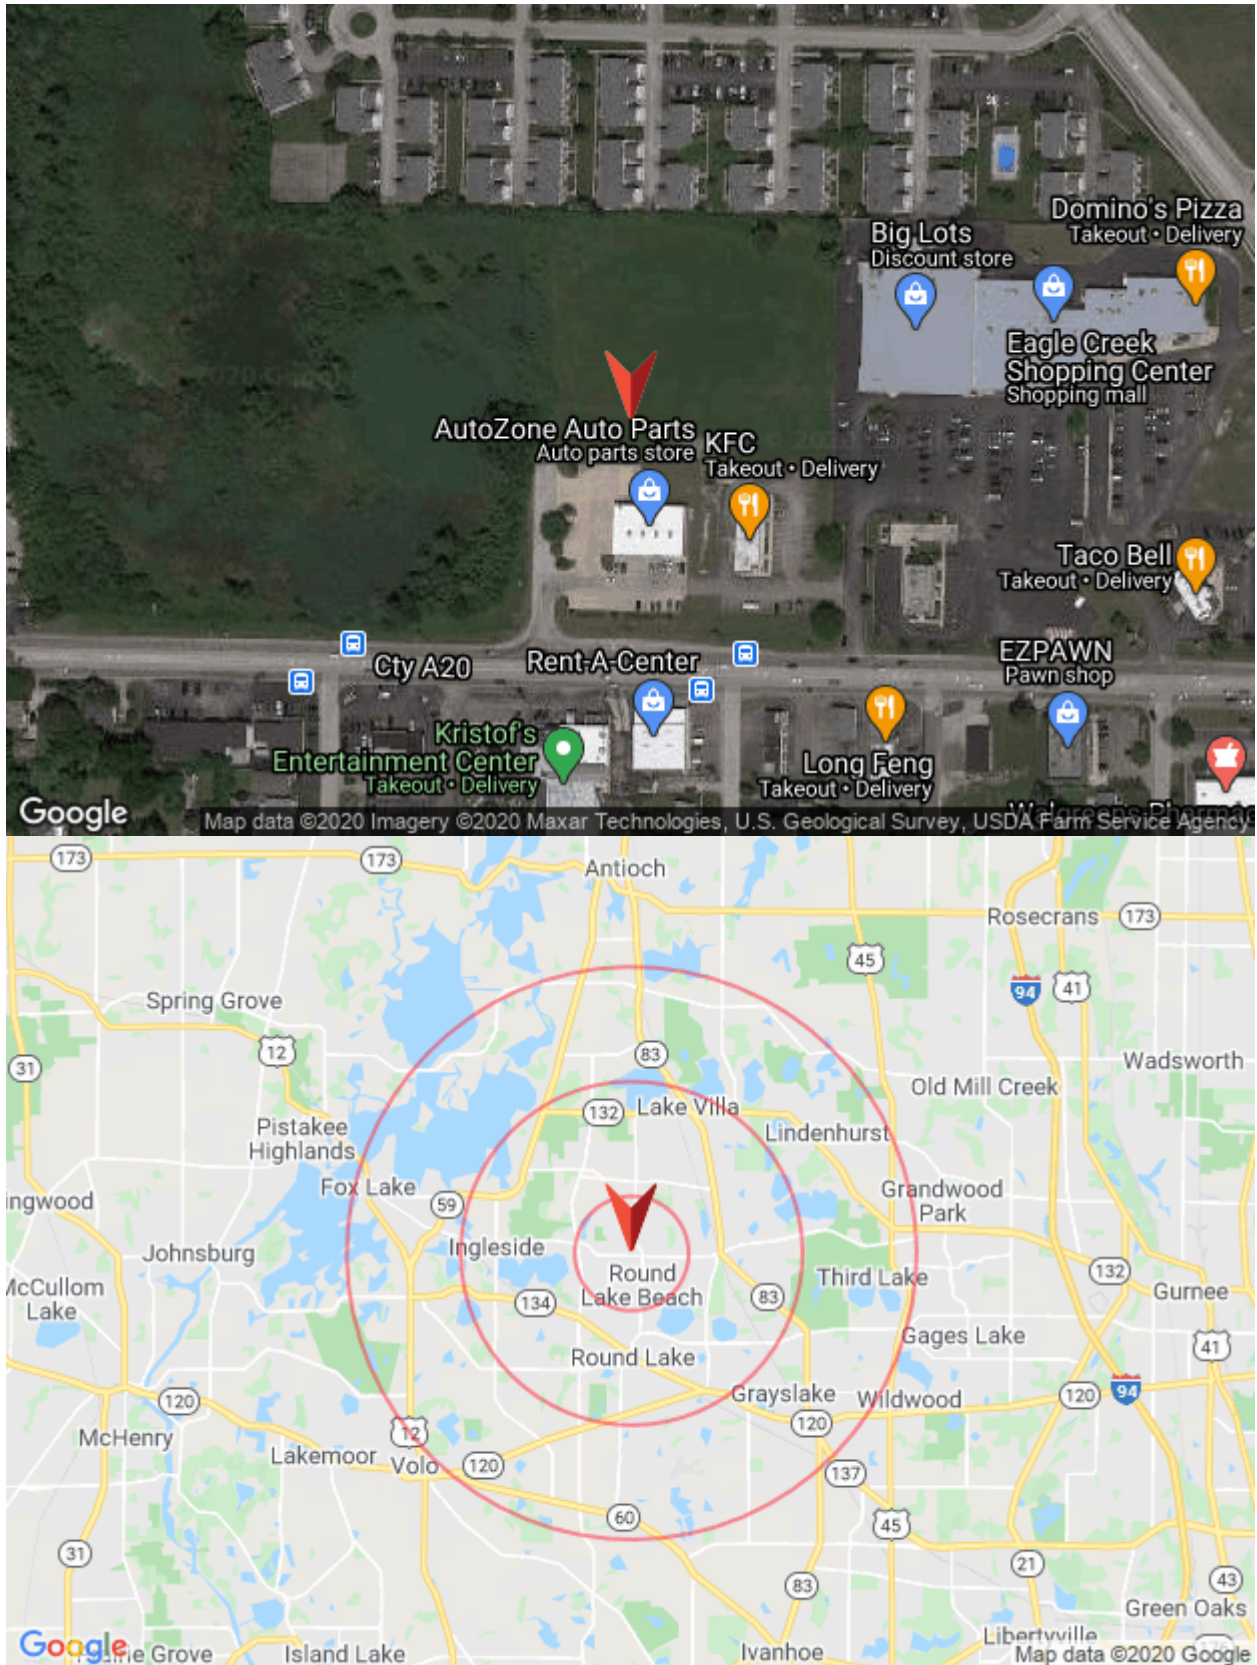 Domino's Pizza
Takeout • Delivery
Big Lots
Discount store
Eagle Creek
Shopping Center
Shopping mall
AutoZone Auto Parts
Auto parts store
KFC
Takeout • Delivery
Taco Bell
Takeout • Delivery
Cty A20
Rent-A-Center
EZPAWN
Pawn shop
Kristof's
Entertainment Center
Takeout • Delivery
Long Feng
Takeout • Delivery
Walgreens Pharmac
Google
Map data ©2020 Imagery ©2020 Maxar Technologies, U.S. Geological Survey, USDA Farm Service Agency
173
173
Antioch
Rosecrans
173
45
94
41
Spring Grove
12
31
83
Wadsworth
Old Mill Creek
132
Lake Villa
Pistakee
Highlands
Lindenhurst
Fox Lake
59
Grandwood
Park
ingwood
Johnsburg
Ingleside
Round
Lake Beach
Third Lake
132
McCullom
Lake
134
83
Gurnee
Gages Lake
41
Round Lake
Grayslake
Wildwood
120
94
120
120
McHenry
12
Lakemoor
Volo
120
137
60
45
31
21
83
43
Green Oaks
Libertyville
176
Google
irie Grove
Island Lake
Ivanhoe
Map data ©2020 Google